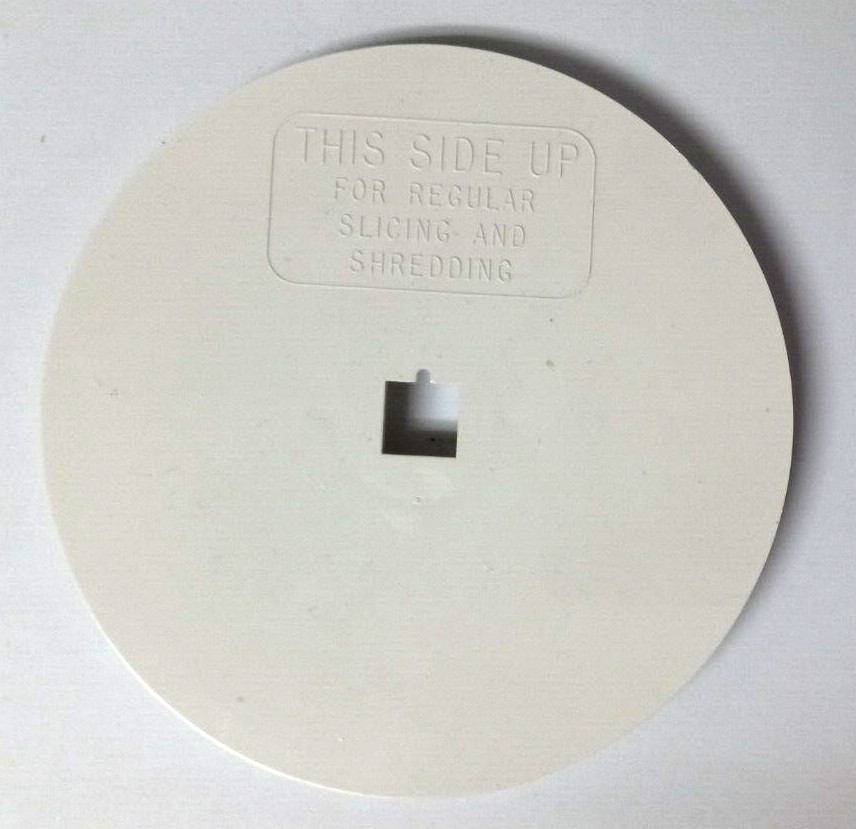 THIS SIDE UP
FOR REGULAR
SLICING AND
SHREDDING